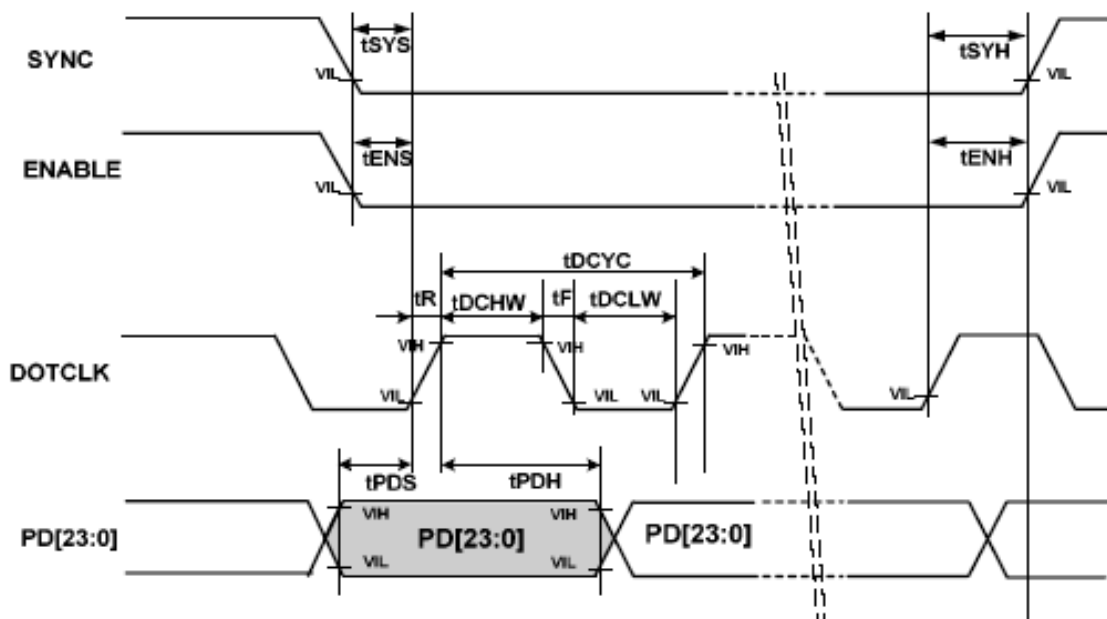 SYNC
tSYS
tSYH
VIL
VIL
ENABLE
tENS
tENH
VIL
VIL
tDCYC
tR
tDCHW
tF
tDCLW
DOTCLK
VIH
VIH
VIH
VIL
VIL
VIL
VIL
tPDS
tPDH
PD[23:0]
VIH
VIH
PD[23:0]
PD[23:0]
VIL
VIL